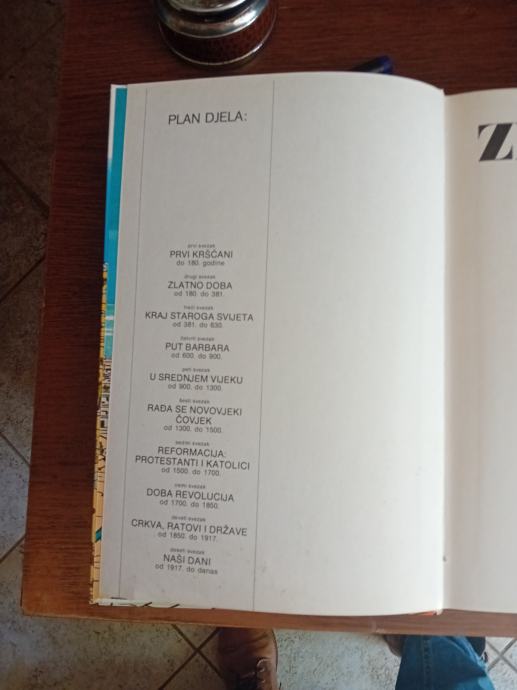 PLAN DJELA:
prvi svezak
PRVI KRŠĆANI
do 180. godine
drugi svezak
ZLATNO DOBA
od 180. do 381.
treći svezak
KRAJ STAROGA SVIJETA
od 381. do 630.
četvrti svezak
PUT BARBARA
od 600. do 900.
peti svezak
U SREDNJEM VIJEKU
od 900. do 1300.
šesti svezak
RAĐA SE NOVOVJEKI
ČOVJEK
od 1300. do 1500.
sedmi svezak
REFORMACIJA:
PROTESTANTI I KATOLICI
od 1500. do 1700.
osmi svezak
DOBA REVOLUCIJA
od 1700. do 1850.
deveti svezak
CRKVA, RATOVI I DRŽAVE
od 1850. do 1917.
deseti svezak
NAŠI DANI
od 1917. do danas